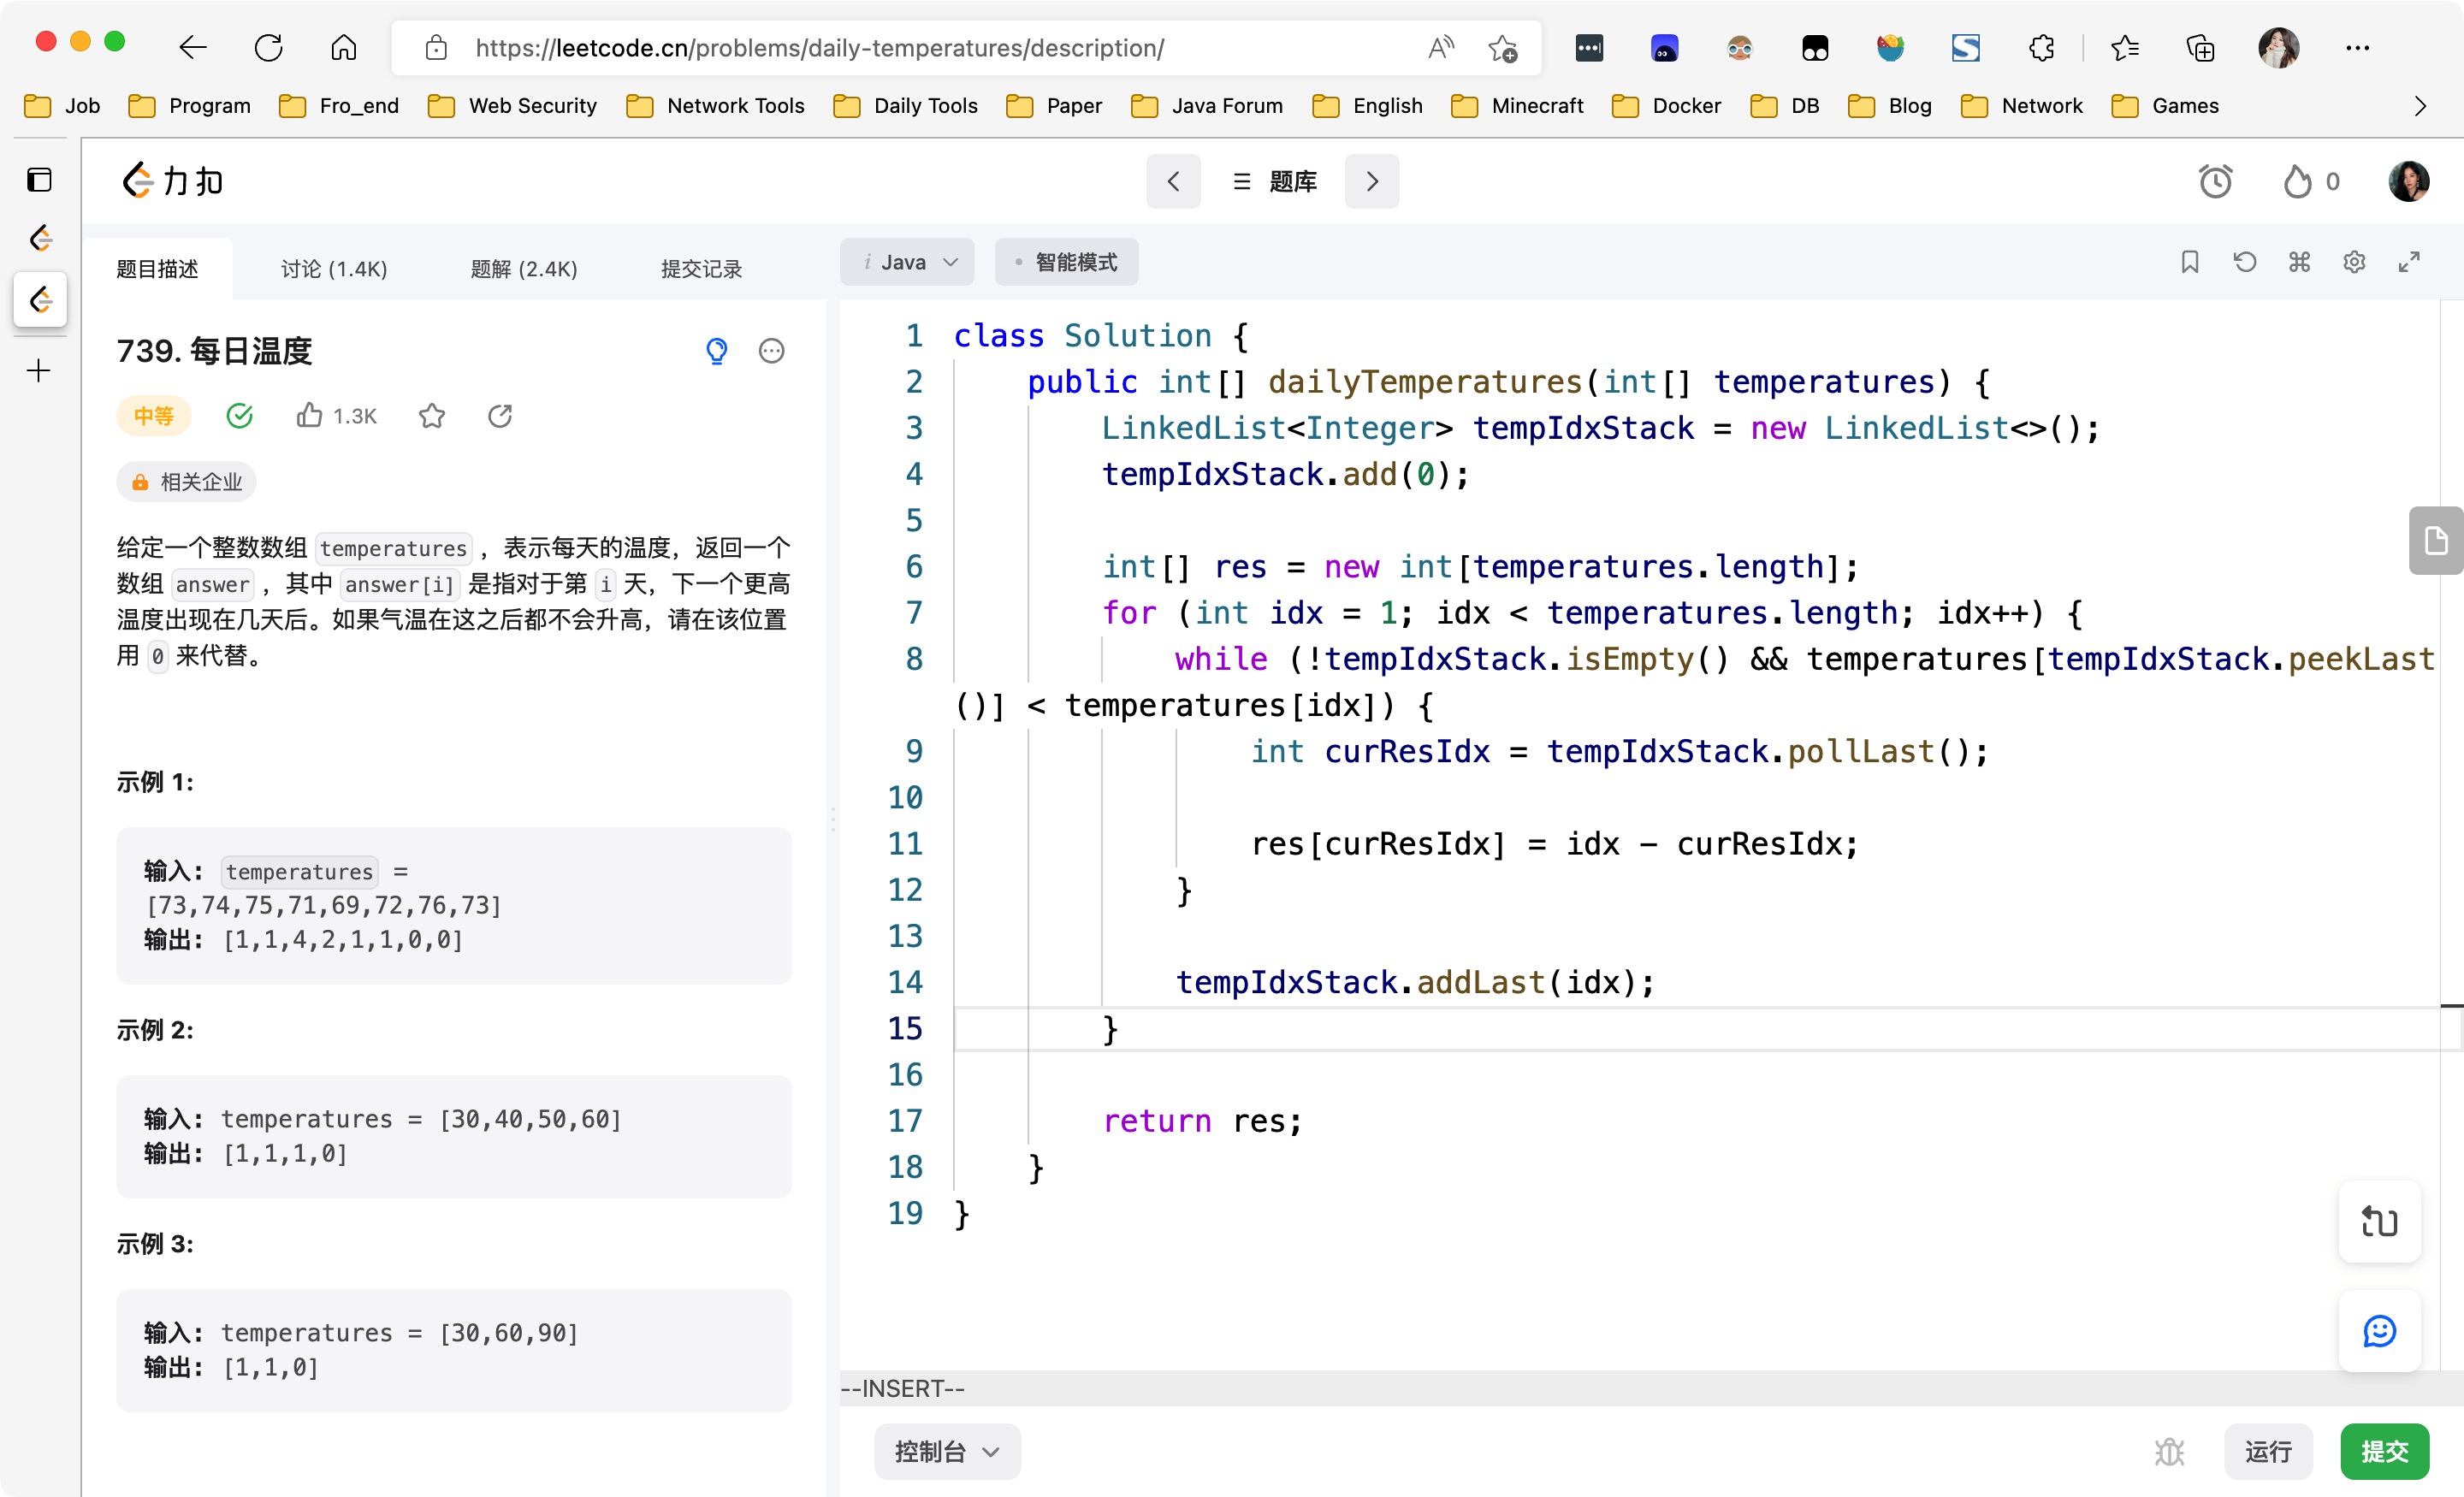 https://leetcode.cn/problems/daily-temperatures/description/
Job Program Fro_end Web Security Network Tools Daily Tools Paper Java Forum English Minecraft Docker DB Blog Network Games
力扣
题库
0
题目描述 讨论 (1.4K) 题解 (2.4K) 提交记录
739. 每日温度
中等 1.3K
相关企业
给定一个整数数组 temperatures ，表示每天的温度，返回一个
数组 answer ，其中 answer[i] 是指对于第 i 天，下一个更高
温度出现在几天后。如果气温在这之后都不会升高，请在该位置
用 0 来代替。
示例 1:
输入: temperatures =
[73,74,75,71,69,72,76,73]
输出: [1,1,4,2,1,1,0,0]
示例 2:
输入: temperatures = [30,40,50,60]
输出: [1,1,1,0]
示例 3:
输入: temperatures = [30,60,90]
输出: [1,1,0]
i Java 智能模式
1 class Solution {
2 public int[] dailyTemperatures(int[] temperatures) {
3 LinkedList<Integer> tempIdxStack = new LinkedList<>();
4 tempIdxStack.add(0);
5
6 int[] res = new int[temperatures.length];
7 for (int idx = 1; idx < temperatures.length; idx++) {
8 while (!tempIdxStack.isEmpty() && temperatures[tempIdxStack.peekLast
()] < temperatures[idx]) {
9 int curResIdx = tempIdxStack.pollLast();
10
11 res[curResIdx] = idx - curResIdx;
12 }
13
14 tempIdxStack.addLast(idx);
15 }
16
17 return res;
18 }
19 }
--INSERT--
控制台 运行 提交